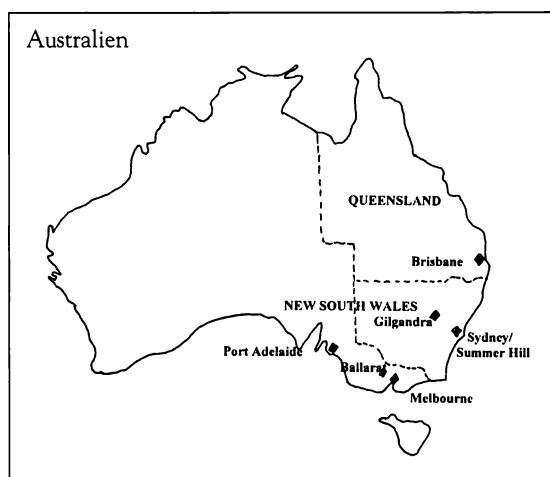 Australien
QUEENSLAND
Brisbane
NEW SOUTH WALES
Gilgandra
Sydney/
Summer Hill
Port Adelaide
Ballarat
Melbourne